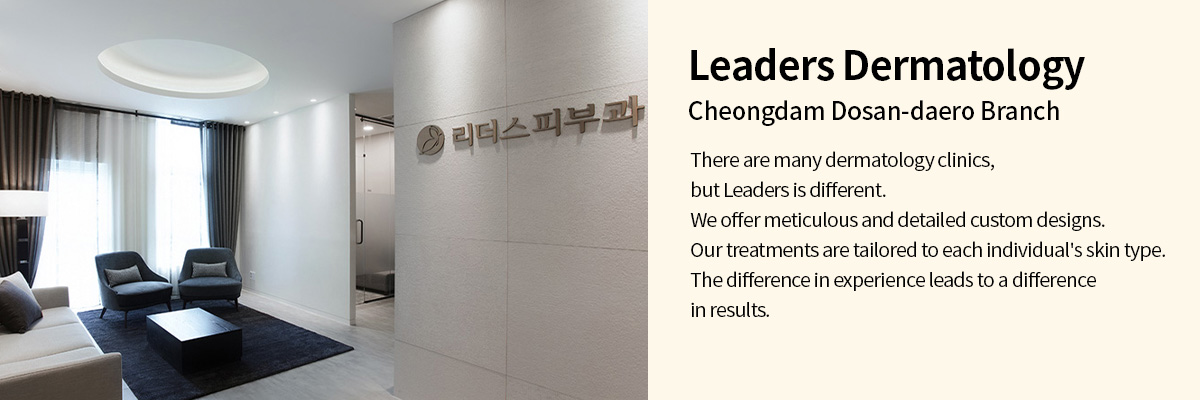 리더스피부과
Leaders Dermatology
Cheongdam Dosan-daero Branch
There are many dermatology clinics,
but Leaders is different.
We offer meticulous and detailed custom designs.
Our treatments are tailored to each individual's skin type.
The difference in experience leads to a difference
in results.